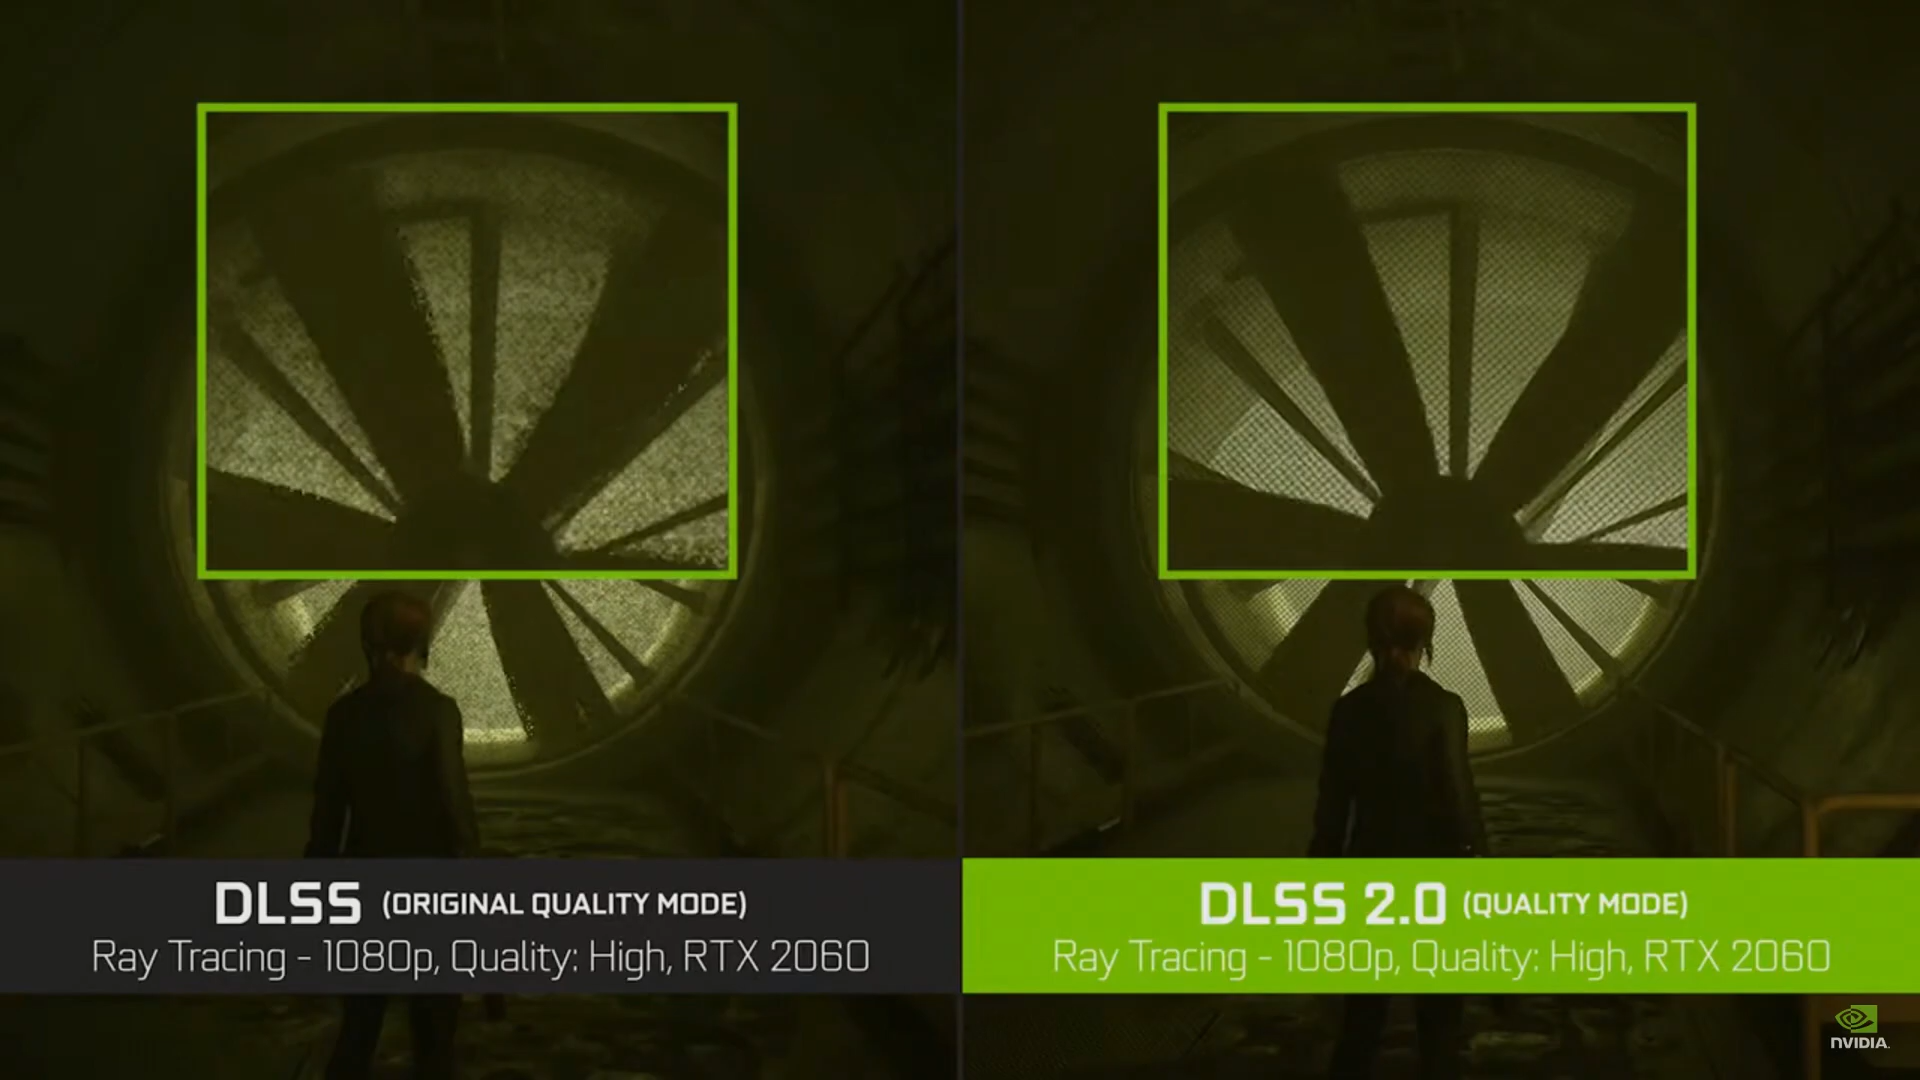 DLSS (ORIGINAL QUALITY MODE)
Ray Tracing - 1080p, Quality: High, RTX 2060
DLSS 2.0 (QUALITY MODE)
Ray Tracing - 1080p, Quality: High, RTX 2060
NVIDIA.